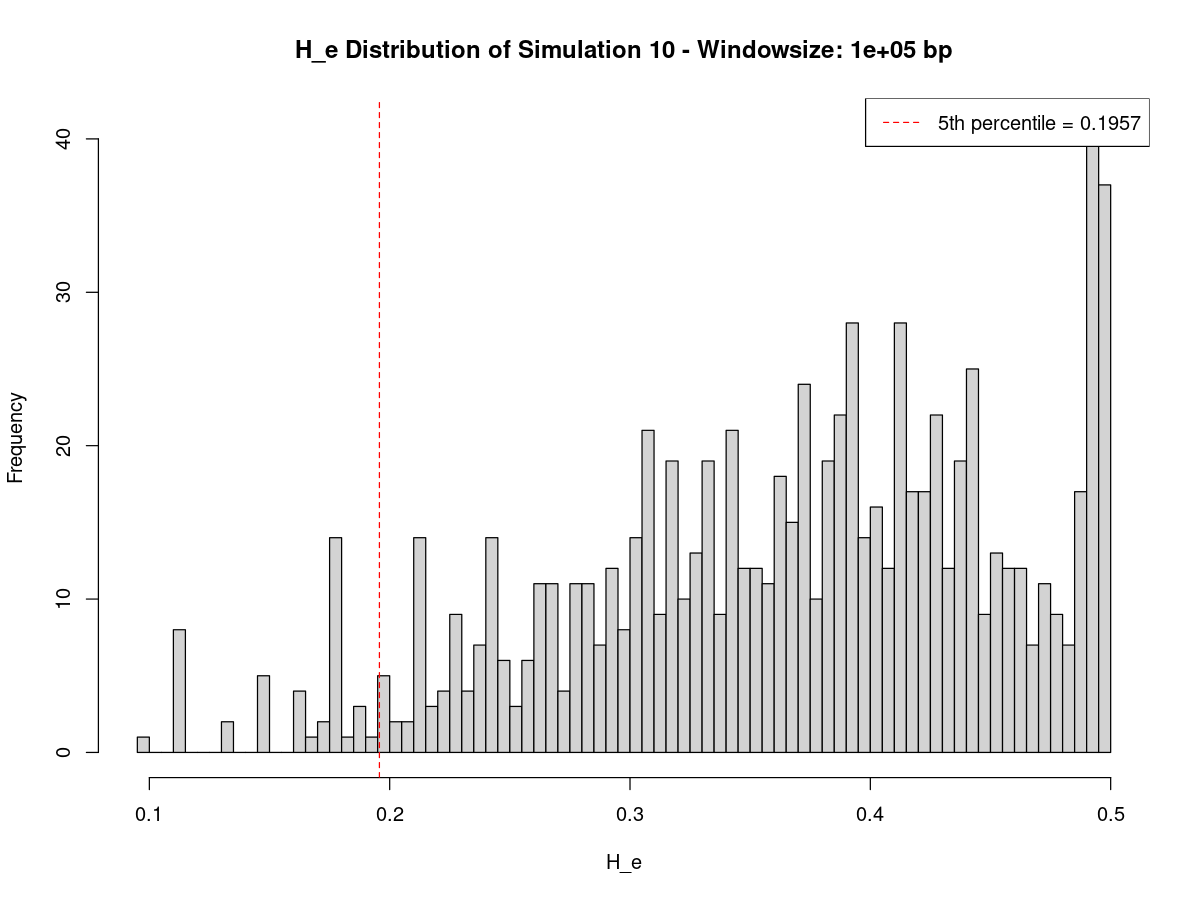 H_e Distribution of Simulation 10 - Windowsize: 1e+05 bp
5th percentile = 0.1957
40
30
20
10
0
Frequency
0.1 0.2 0.3 0.4 0.5
H_e